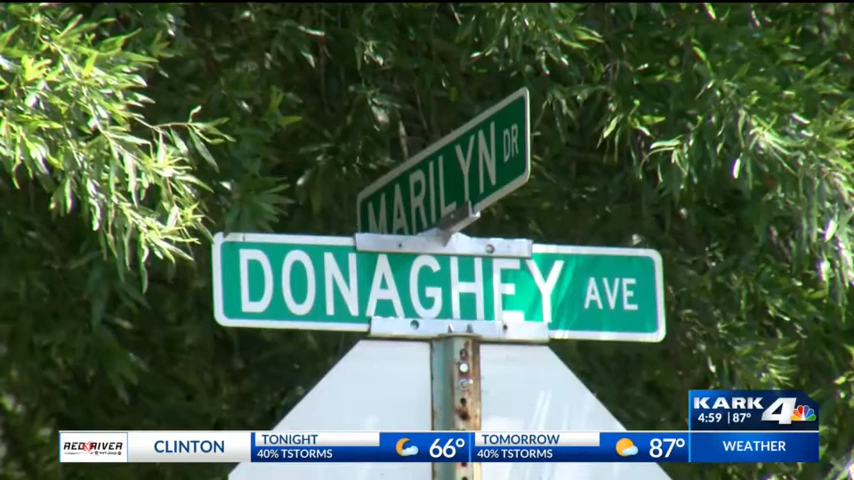 MARILYN DR
DONAGHEY AVE
KARK 4
4:59 | 87°
WEATHER
RED RIVER
CLINTON
TONIGHT
40% TSTORMS
66°
TOMORROW
40% TSTORMS
87°